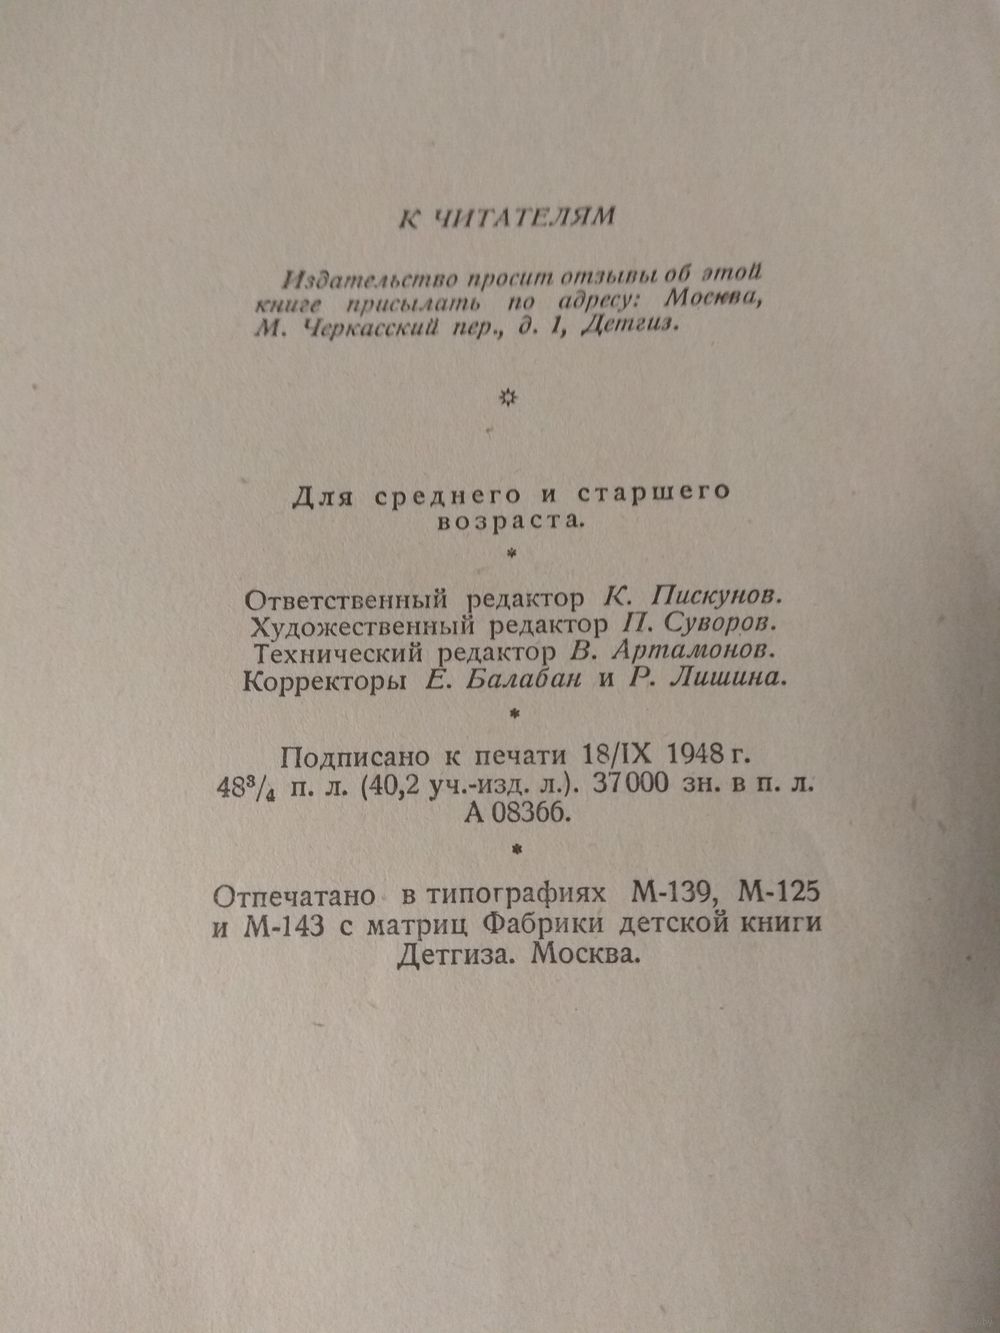 К ЧИТАТЕЛЯМ
Издательство просит отзывы об этой
книге присылать по адресу: Москва,
М. Черкасский пер., д. 1, Детгиз.
Для среднего и старшего
возраста.
*
Ответственный редактор К. Пискунов.
Художественный редактор П. Суворов.
Технический редактор В. Артамонов.
Корректоры Е. Балабан и Р. Лишина.
*
Подписано к печати 18/IX 1948 г.
48³/₄ п. л. (40,2 уч.-изд. л.). 37 000 зн. в п. л.
А 08366.
*
Отпечатано в типографиях М-139, М-125
и М-143 с матриц Фабрики детской книги
Детгиза. Москва.